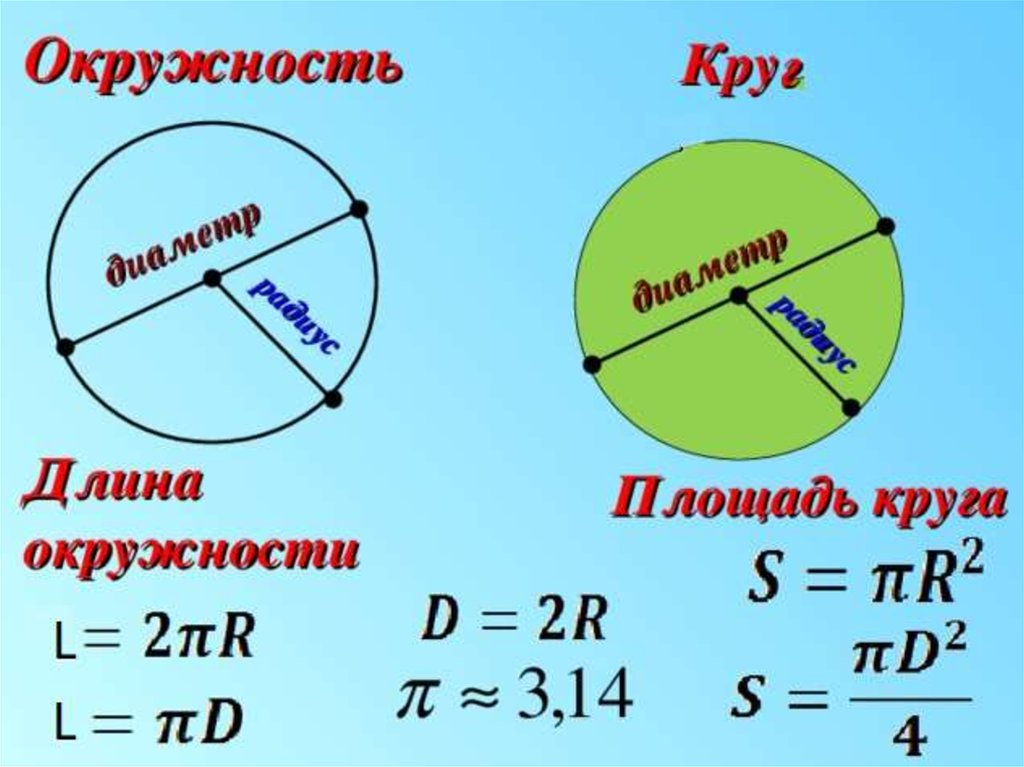 Окружность
Круг
диаметр
радиус
диаметр
радиус
Длина
окружности
L = 2πR
L = πD
D = 2R
π ≈ 3,14
Площадь круга
S = πR²
S = πD²/4